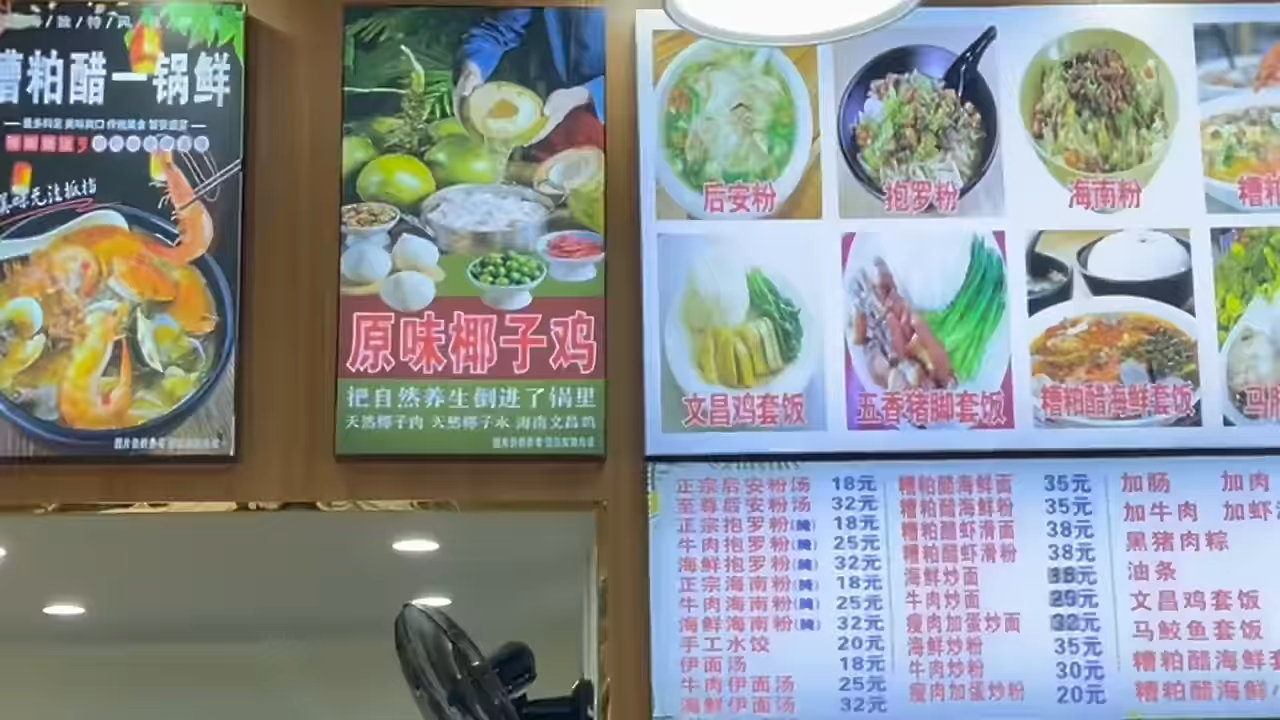 糟粕醋一锅鲜
原味椰子鸡
把自然养生倒进了锅里
天然椰子肉 天然椰子水 海南文昌鸡
后安粉
抱罗粉
海南粉
文昌鸡套饭
五香猪脚套饭
糟粕醋海鲜套饭
正宗后安粉汤 18元
至尊后安粉汤 32元
正宗抱罗粉(腌) 18元
牛肉抱罗粉(腌) 25元
海鲜抱罗粉(腌) 32元
正宗海南粉(腌) 18元
牛肉海南粉(腌) 25元
海鲜海南粉(腌) 32元
手工水饺 20元
伊面汤 18元
牛肉伊面汤 25元
海鲜伊面汤 32元
糟粕醋海鲜面 35元
糟粕醋海鲜粉 35元
糟粕醋虾滑面 38元
糟粕醋虾滑粉 38元
海鲜炒面
牛肉炒面
瘦肉加蛋炒面
海鲜炒粉 35元
牛肉炒粉 30元
瘦肉加蛋炒粉 20元
加肠 加肉
加牛肉 加虾
黑猪肉粽
油条
文昌鸡套饭
马鲛鱼套饭
糟粕醋海鲜
糟粕醋海鲜